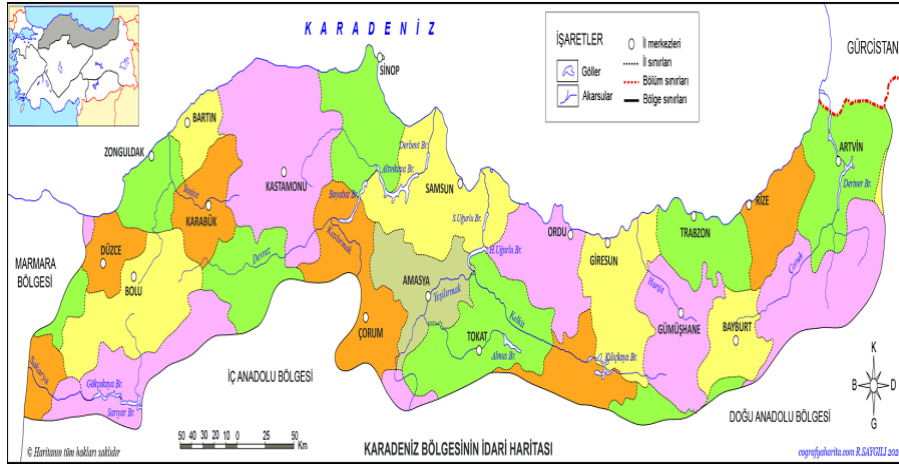 K A R A D E N İ Z
İŞARETLER
Göller
Akarsular
İl merkezleri
İl sınırları
Bölüm sınırları
Bölge sınırları
GÜRCİSTAN
SİNOP
BARTIN
ZONGULDAK
KASTAMONU
KARABÜK
Yenice
Derbent Br.
Altınkaya Br.
Boyabat Br.
SAMSUN
S.Uğurlu Br.
H.Uğurlu Br.
ARTVİN
Deriner Br.
RİZE
TRABZON
ORDU
GİRESUN
DÜZCE
MARMARA
BÖLGESİ
BOLU
Devrez
Kızılırmak
AMASYA
Yeşilırmak
Kelkit
Harşit
Çoruh
GÜMÜŞHANE
BAYBURT
ÇORUM
TOKAT
Almus Br.
Kılıçkaya Br.
Sakarya
Gökçekaya Br.
Sarıyar Br.
İÇ ANADOLU BÖLGESİ
DOĞU ANADOLU BÖLGESİ
K
B
D
G
50 40 30 20 10 0 25 50
Km
© Haritanın tüm hakları saklıdır
KARADENİZ BÖLGESİNİN İDARİ HARİTASI
cografyaharita.com R.SAYGILI 202